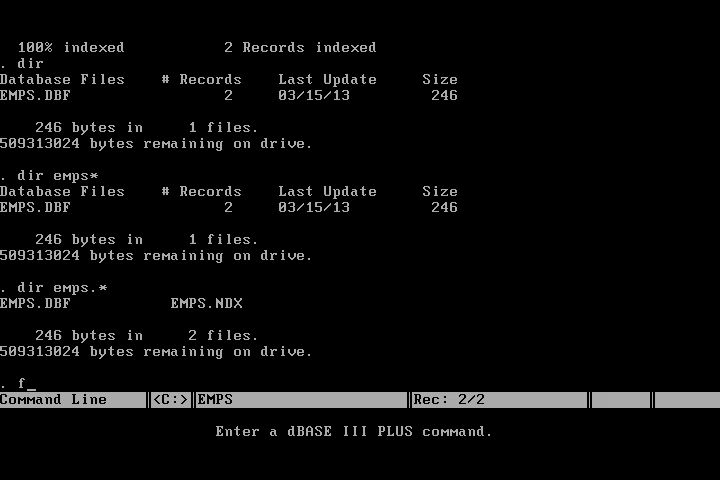 100% indexed 2 Records indexed
. dir
Database Files # Records Last Update Size
EMPS.DBF 2 03/15/13 246
246 bytes in 1 files.
509313024 bytes remaining on drive.
. dir emps*
Database Files # Records Last Update Size
EMPS.DBF 2 03/15/13 246
246 bytes in 1 files.
509313024 bytes remaining on drive.
. dir emps.*
EMPS.DBF EMPS.NDX
246 bytes in 2 files.
509313024 bytes remaining on drive.
. f_
Command Line ║<C:>║EMPS ║Rec: 2/2 ║ ║
Enter a dBASE III PLUS command.